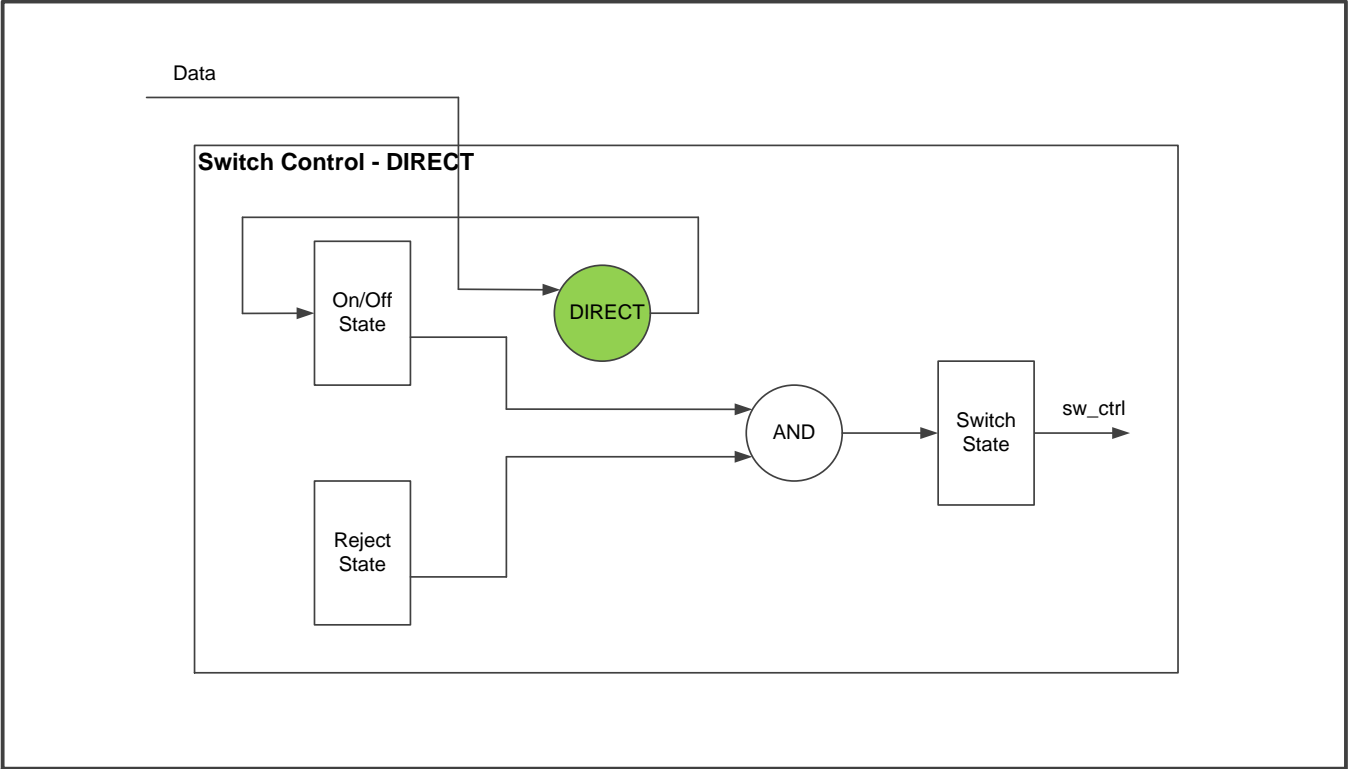 Data
Switch Control - DIRECT
On/Off
State
DIRECT
AND
Switch
State
sw_ctrl
Reject
State